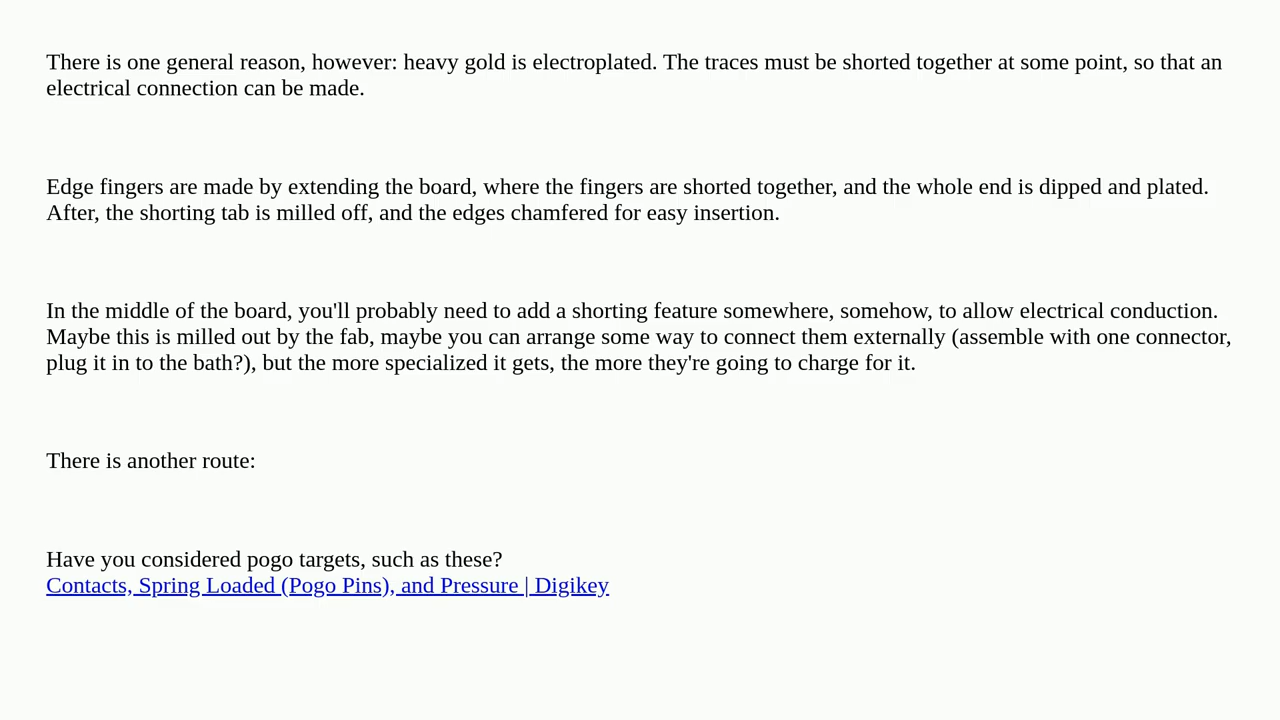 There is one general reason, however: heavy gold is electroplated. The traces must be shorted together at some point, so that an
electrical connection can be made.
Edge fingers are made by extending the board, where the fingers are shorted together, and the whole end is dipped and plated.
After, the shorting tab is milled off, and the edges chamfered for easy insertion.
In the middle of the board, you'll probably need to add a shorting feature somewhere, somehow, to allow electrical conduction.
Maybe this is milled out by the fab, maybe you can arrange some way to connect them externally (assemble with one connector,
plug it in to the bath?), but the more specialized it gets, the more they're going to charge for it.
There is another route:
Have you considered pogo targets, such as these?
Contacts, Spring Loaded (Pogo Pins), and Pressure | Digikey